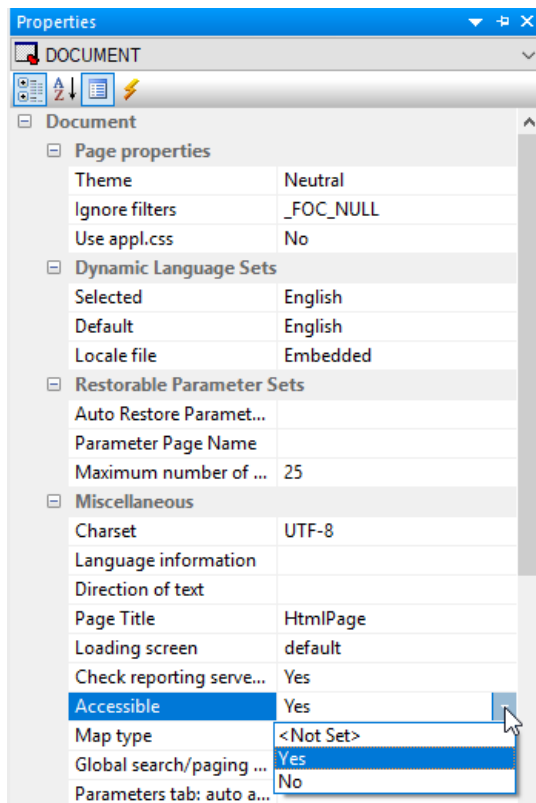 Properties
DOCUMENT
Document
Page properties
Theme Neutral
Ignore filters _FOC_NULL
Use appl.css No
Dynamic Language Sets
Selected English
Default English
Locale file Embedded
Restorable Parameter Sets
Auto Restore Paramet...
Parameter Page Name
Maximum number of ... 25
Miscellaneous
Charset UTF-8
Language information
Direction of text
Page Title HtmlPage
Loading screen default
Check reporting serve... Yes
Accessible Yes
Map type <Not Set>
Global search/paging ... Yes
Parameters tab: auto a... No